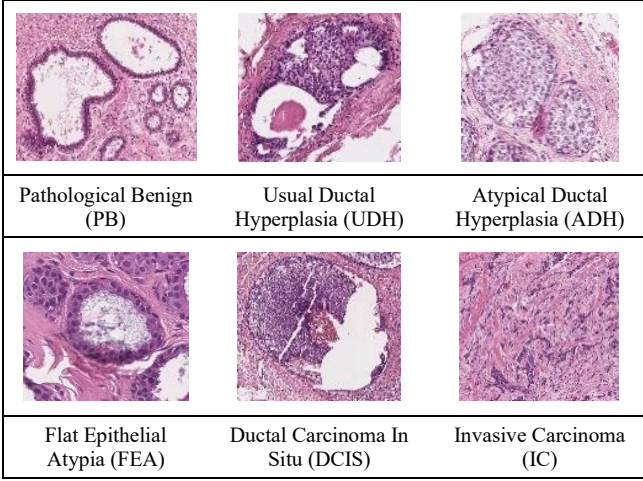 Pathological Benign
(PB)
Usual Ductal
Hyperplasia (UDH)
Atypical Ductal
Hyperplasia (ADH)
Flat Epithelial
Atypia (FEA)
Ductal Carcinoma In
Situ (DCIS)
Invasive Carcinoma
(IC)